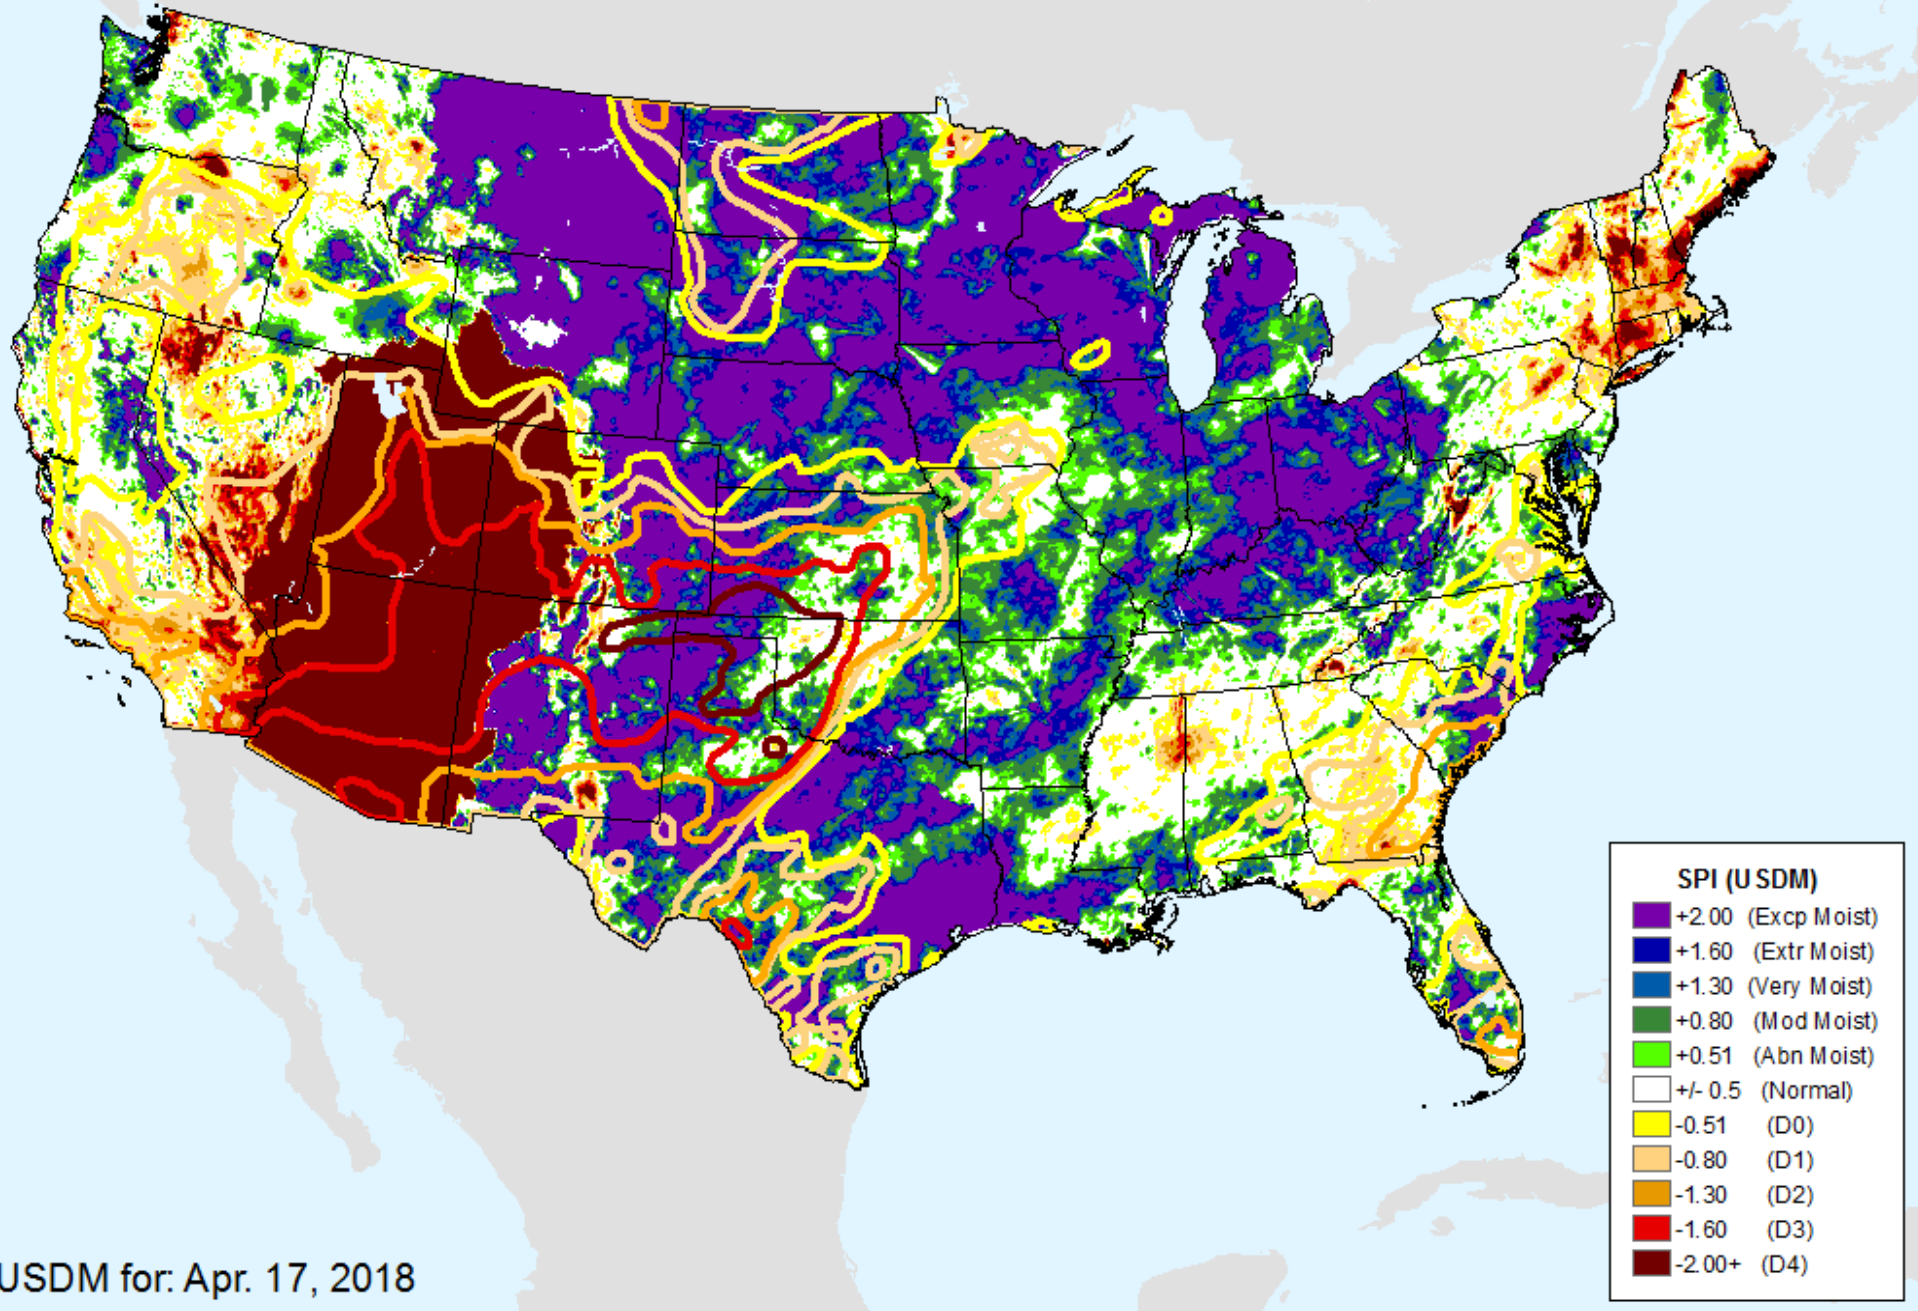 SPI (USDM)
+2.00 (Excp Moist)
+1.60 (Extr Moist)
+1.30 (Very Moist)
+0.80 (Mod Moist)
+0.51 (Abn Moist)
+/- 0.5 (Normal)
-0.51 (D0)
-0.80 (D1)
-1.30 (D2)
-1.60 (D3)
-2.00+ (D4)
USDM for: Apr. 17, 2018